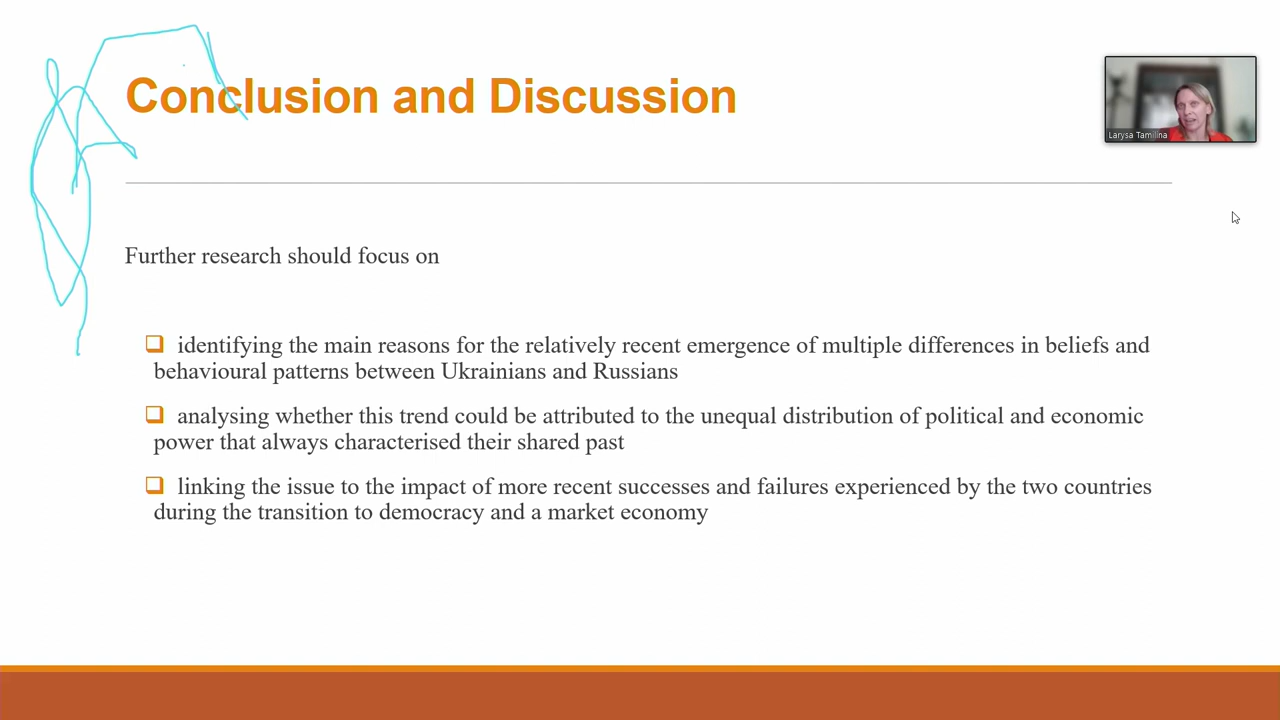 Conclusion and Discussion
Larysa Tamilina
Further research should focus on
identifying the main reasons for the relatively recent emergence of multiple differences in beliefs and
behavioural patterns between Ukrainians and Russians
analysing whether this trend could be attributed to the unequal distribution of political and economic
power that always characterised their shared past
linking the issue to the impact of more recent successes and failures experienced by the two countries
during the transition to democracy and a market economy